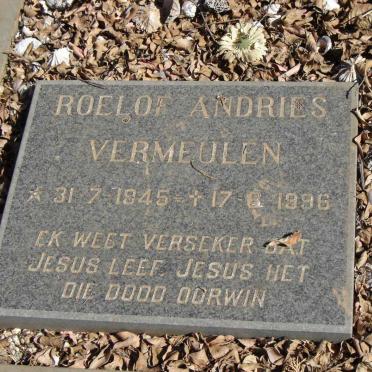 ROELOF ANDRIES
VERMEULEN
* 31-7-1945 = † 17-6-1996
EK WEET VERSEKER DAT
JESUS LEEF. JESUS HET
DIE DOOD OORWIN